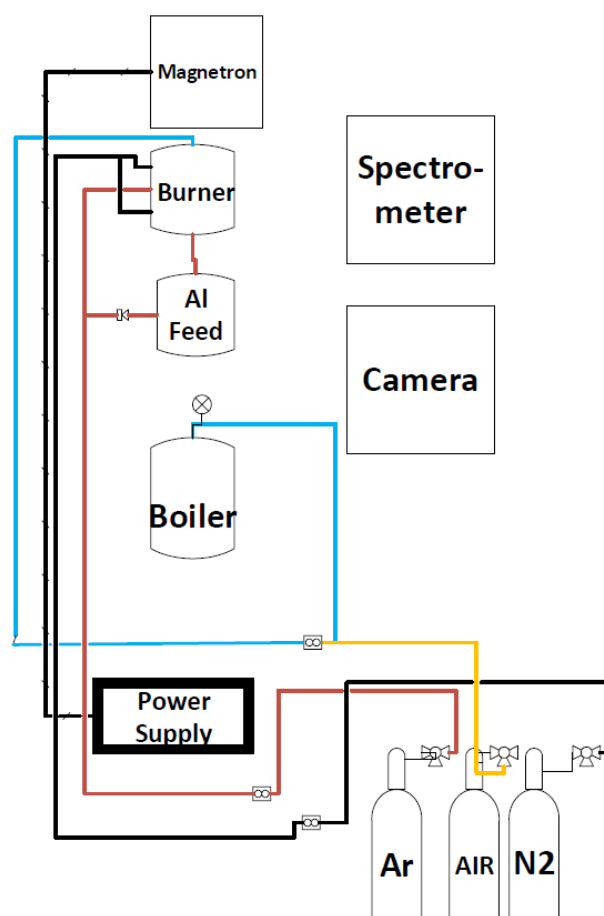 Magnetron
Burner
Spectro-
meter
Al
Feed
Camera
Boiler
Power
Supply
Ar
AIR
N2